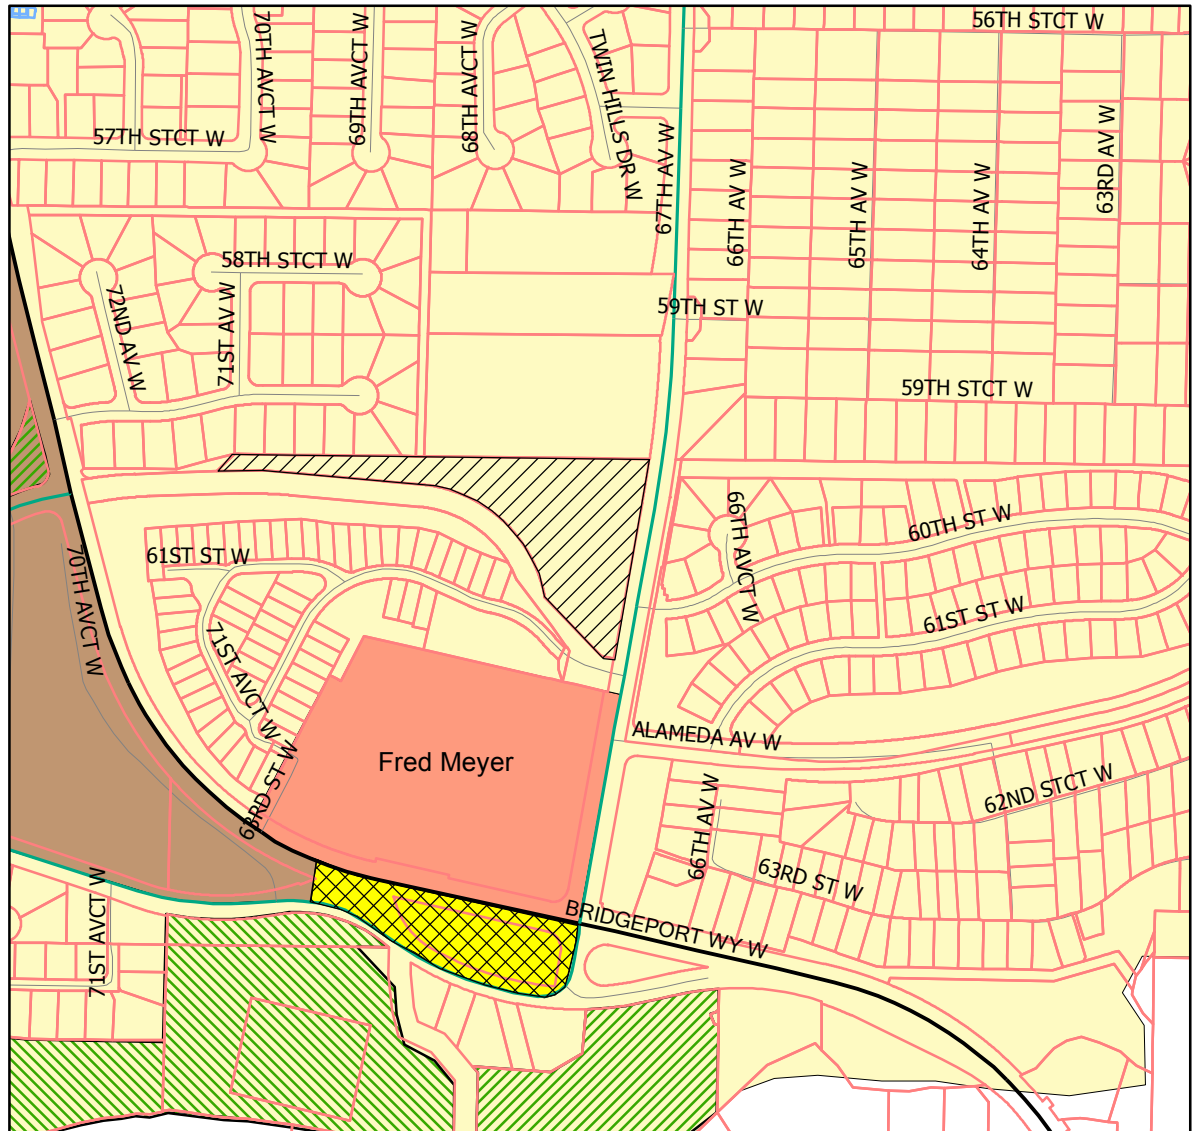 56TH STCT W
70TH AVCT W
69TH AVCT W
68TH AVCT W
TWIN HILLS DR W
57TH STCT W
67TH AV W
66TH AV W
65TH AV W
64TH AV W
63RD AV W
58TH STCT W
72ND AV W
71ST AV W
59TH ST W
59TH STCT W
66TH AVCT W
60TH ST W
61ST ST W
70TH AVCT W
61ST ST W
71ST AVCT W
63RD ST W
Fred Meyer
ALAMEDA AV W
66TH AV W
62ND STCT W
63RD ST W
71ST AVCT W
BRIDGEPORT WY W